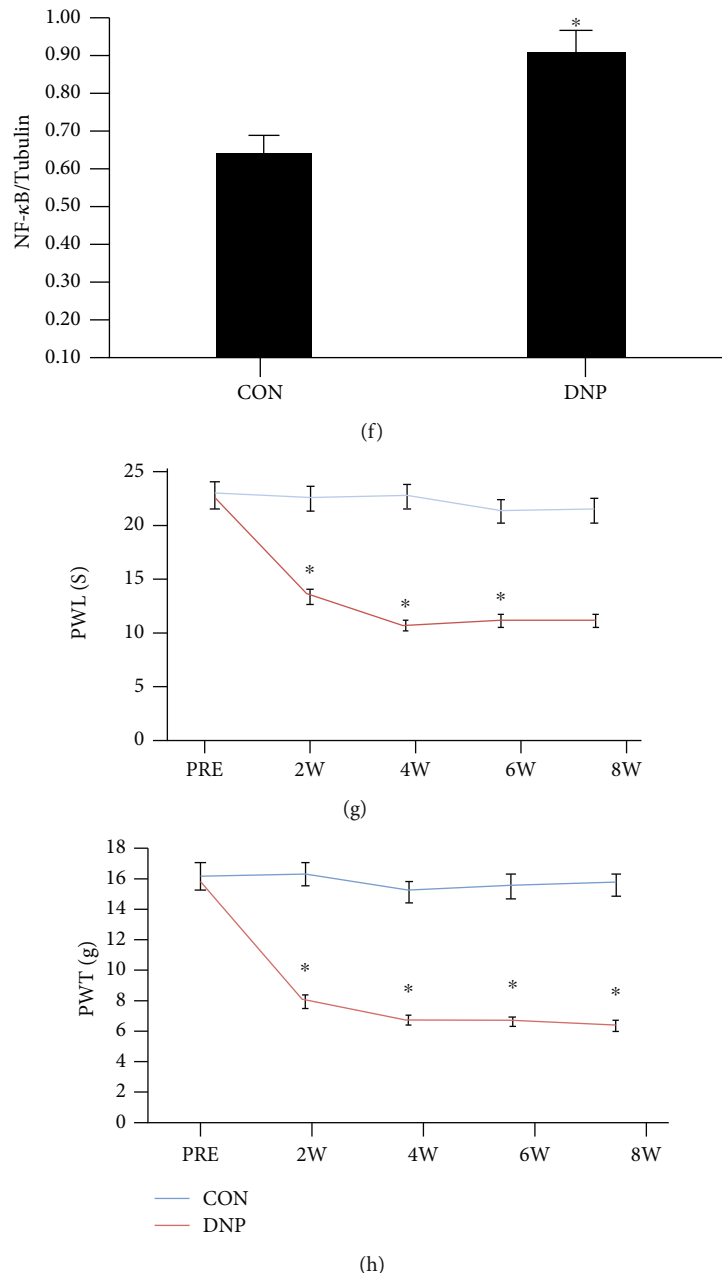 1.00
0.90
0.80
0.70
0.60
0.50
0.40
0.30
0.20
0.10
NF-κB/Tubulin
*
CON DNP
(f)
25
20
15
10
5
0
PWL (S)
* * *
PRE 2W 4W 6W 8W
(g)
18
16
14
12
10
8
6
4
2
0
PWT (g)
* * * *
PRE 2W 4W 6W 8W
CON
DNP
(h)